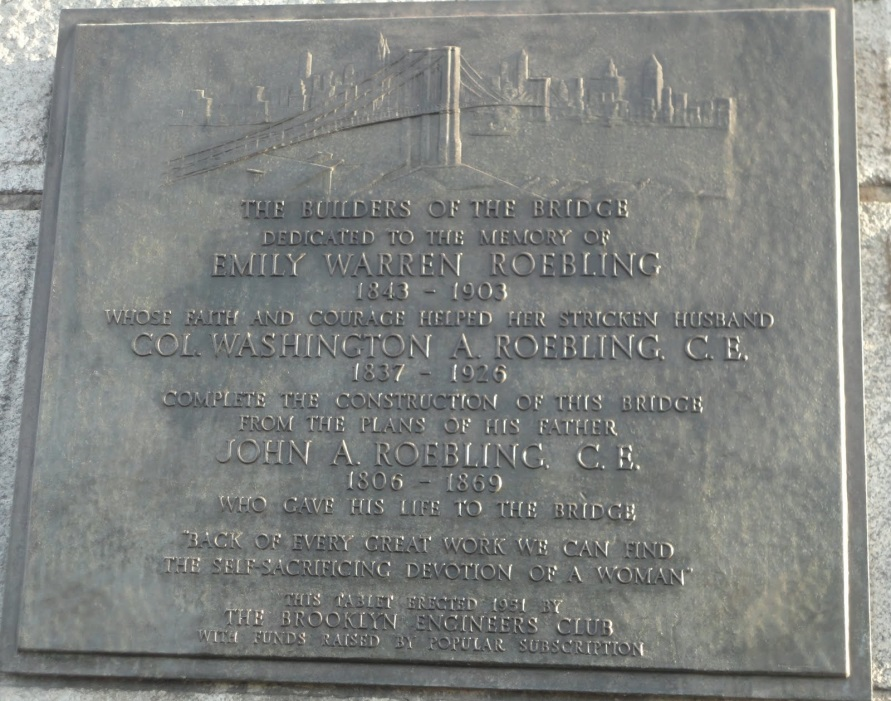 THE BUILDERS OF THE BRIDGE
DEDICATED TO THE MEMORY OF
EMILY WARREN ROEBLING
1843 - 1903
WHOSE FAITH AND COURAGE HELPED HER STRICKEN HUSBAND
COL. WASHINGTON A. ROEBLING, C. E.
1837 - 1926
COMPLETE THE CONSTRUCTION OF THIS BRIDGE
FROM THE PLANS OF HIS FATHER
JOHN A. ROEBLING, C. E.
1806 - 1869
WHO GAVE HIS LIFE TO THE BRIDGE
"BACK OF EVERY GREAT WORK WE CAN FIND
THE SELF-SACRIFICING DEVOTION OF A WOMAN"
THIS TABLET ERECTED 1951 BY
THE BROOKLYN ENGINEERS CLUB
WITH FUNDS RAISED BY POPULAR SUBSCRIPTION